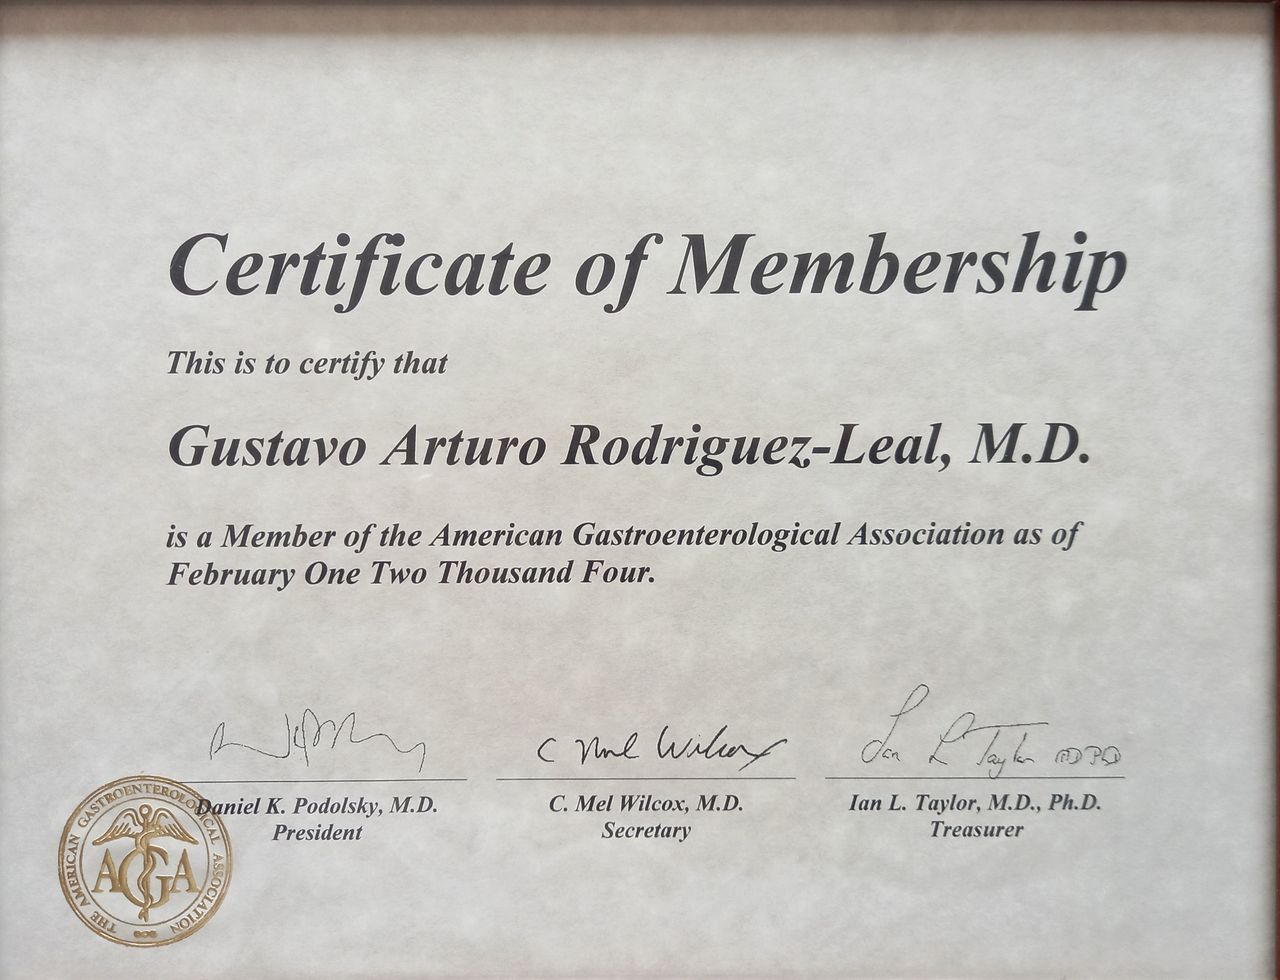 Certificate of Membership
This is to certify that
Gustavo Arturo Rodriguez-Leal, M.D.
is a Member of the American Gastroenterological Association as of
February One Two Thousand Four.
C Mel Wilcox
Ian L Taylor MD PhD
Daniel K. Podolsky, M.D.
President
C. Mel Wilcox, M.D.
Secretary
Ian L. Taylor, M.D., Ph.D.
Treasurer
THE AMERICAN GASTROENTEROLOGICAL ASSOCIATION
AGA